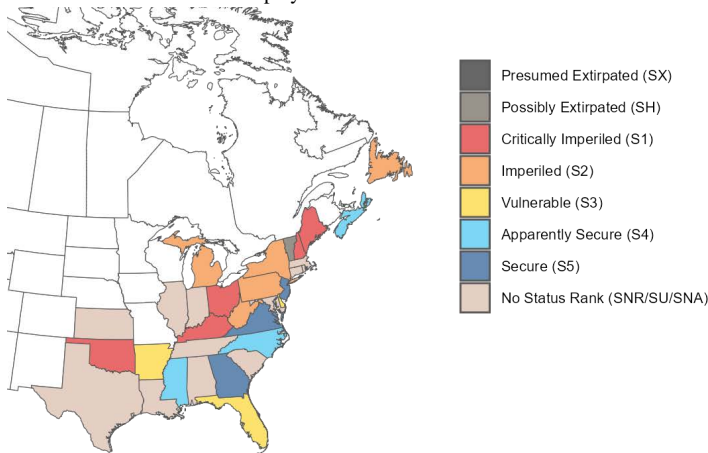 Presumed Extirpated (SX)
Possibly Extirpated (SH)
Critically Imperiled (S1)
Imperiled (S2)
Vulnerable (S3)
Apparently Secure (S4)
Secure (S5)
No Status Rank (SNR/SU/SNA)